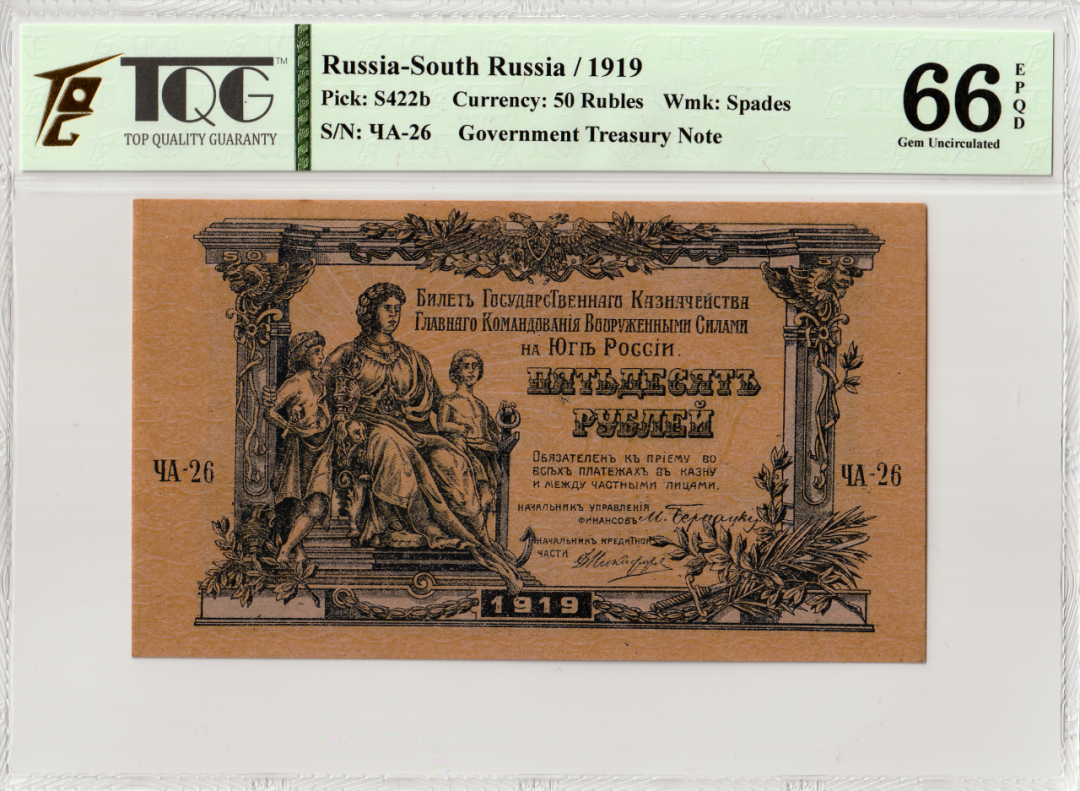 TQG
TM
TOP QUALITY GUARANTY
Russia-South Russia / 1919
Pick: S422b Currency: 50 Rubles Wmk: Spades
S/N: ЧА-26 Government Treasury Note
66
EPQD
Gem Uncirculated
50
Билетъ Государственнаго Казначейства
Главнаго Командованія Вооруженными Силами
на Югѣ Россіи.
ПЯТЬДЕСЯТЪ
РУБЛЕЙ
Обязателенъ къ пріему во
всѣхъ платежахъ въ казну
и между частными лицами.
ЧА-26
ЧА-26
Начальникъ управленія
финансовъ
Начальникъ кредитной
части
1919